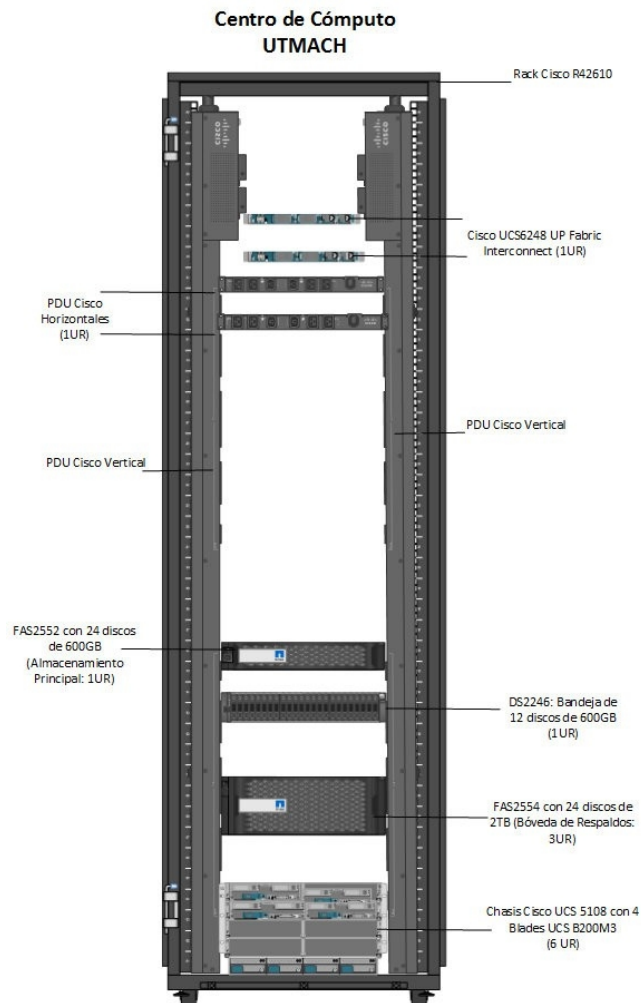 Centro de Cómputo
UTMACH
Rack Cisco R42610
CISCO
CISCO
Cisco UCS6248 UP Fabric
Interconnect (1UR)
PDU Cisco
Horizontales
(1UR)
PDU Cisco Vertical
PDU Cisco Vertical
FAS2552 con 24 discos
de 600GB
(Almacenamiento
Principal: 1UR)
DS2246: Bandeja de
12 discos de 600GB
(1UR)
FAS2554 con 24 discos de
2TB (Bóveda de Respaldos:
3UR)
Chasis Cisco UCS 5108 con 4
Blades UCS B200M3
(6 UR)